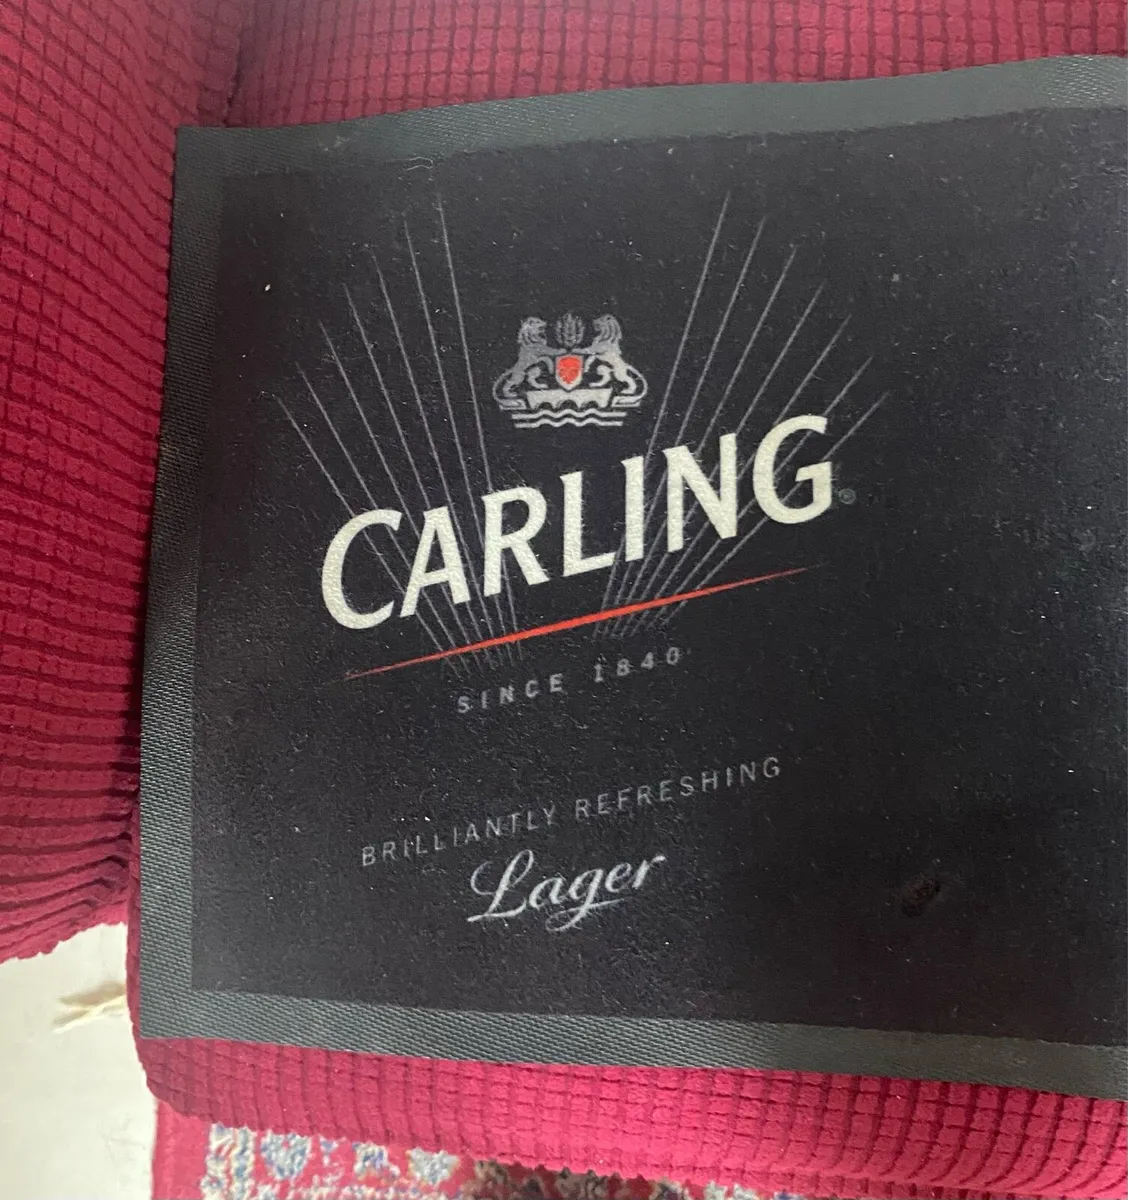 CARLING®
SINCE 1840
BRILLIANTLY REFRESHING
Lager